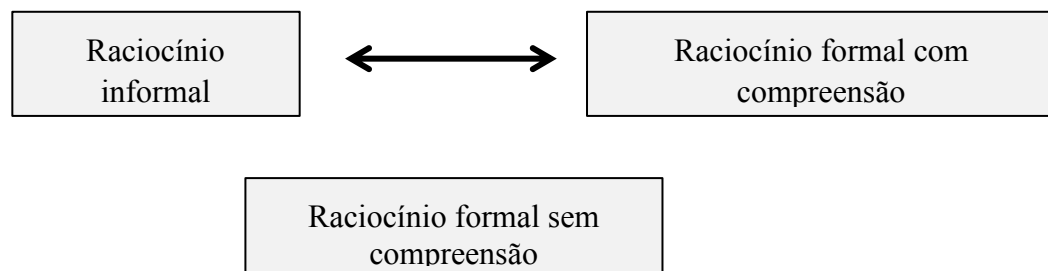 Raciocínio
informal
Raciocínio formal com
compreensão
Raciocínio formal sem
compreensão